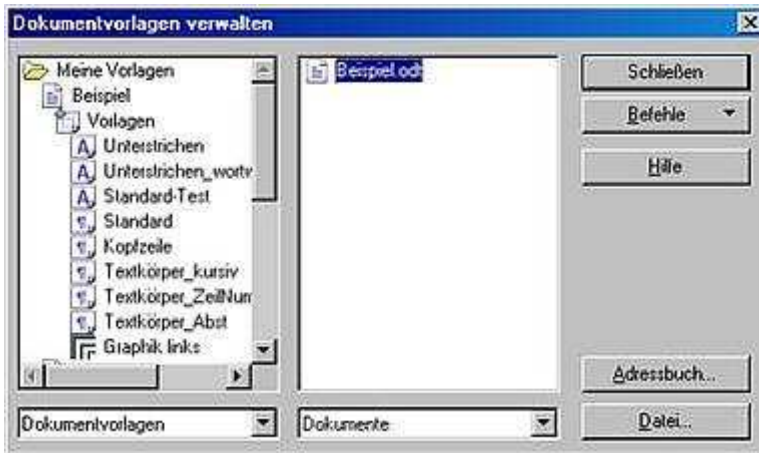 Dokumentvorlagen verwalten
Meine Vorlagen
Beispiel
Vorlagen
Unterstrichen
Unterstrichen_wortw
Standard-Test
Standard
Kopfzeile
Textkörper_kursiv
Textkörper_ZeilNum
Textkörper_Abst
Graphik links
Dokumentvorlagen
Beispiel.odt
Dokumente
Schließen
Befehle
Hilfe
Adressbuch...
Datei...